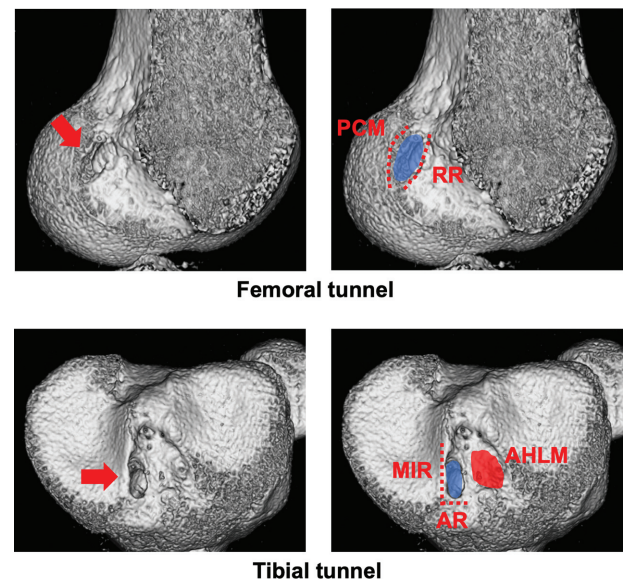 PCM
RR
Femoral tunnel
AHLM
MIR
AR
Tibial tunnel